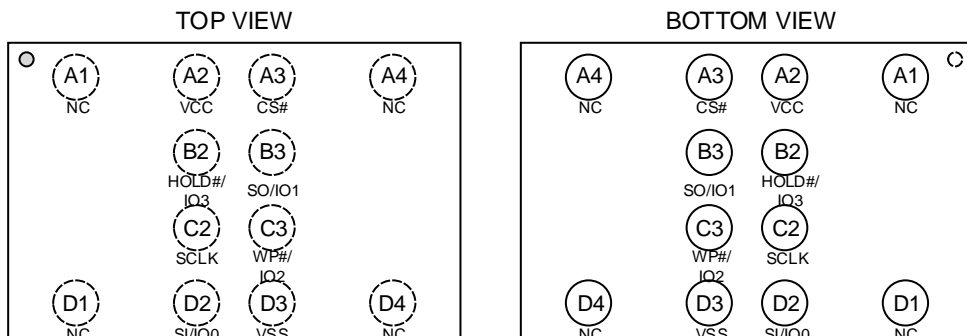 TOP VIEW
A1 A2 A3 A4
NC VCC CS# NC
B2 B3
HOLD#/
IO3
SO/IO1
C2 C3
SCLK WP#/
IO2
D1 D2 D3 D4
NC SI/IO0 VSS NC
BOTTOM VIEW
A4 A3 A2 A1
NC CS# VCC NC
B3 B2
SO/IO1 HOLD#/
IO3
C3 C2
WP#/
IO2
SCLK
D4 D3 D2 D1
NC VSS SI/IO0 NC